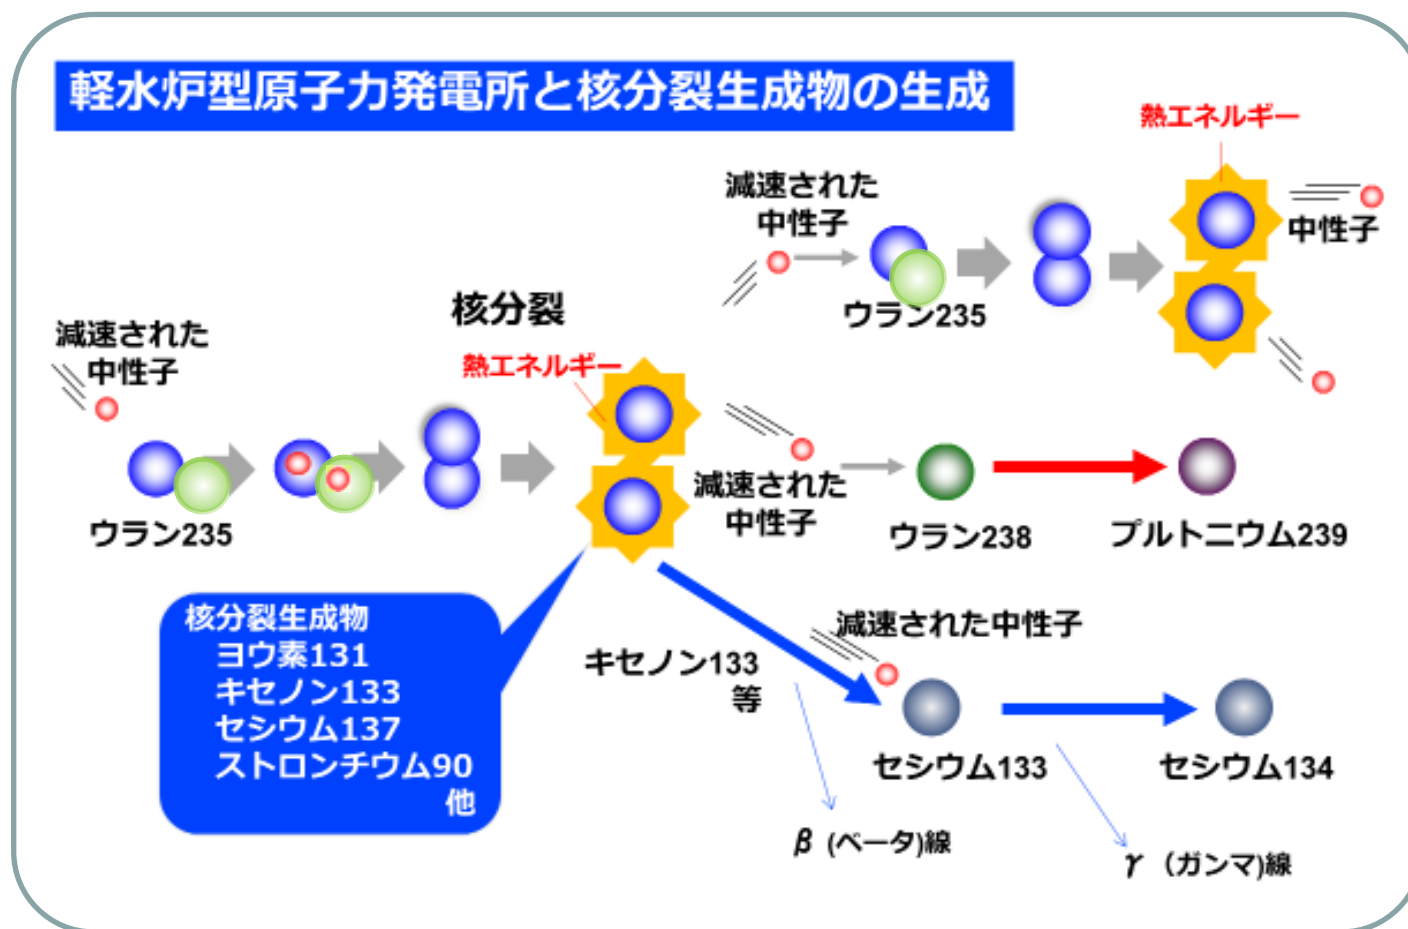 軽水炉型原子力発電所と核分裂生成物の生成
熱エネルギー
減速された
中性子
中性子
ウラン235
核分裂
減速された
中性子
熱エネルギー
減速された
中性子
ウラン235
ウラン238
プルトニウム239
核分裂生成物
ヨウ素131
キセノン133
セシウム137
ストロンチウム90
他
キセノン133
等
減速された中性子
セシウム133
セシウム134
β (ベータ)線
γ （ガンマ)線